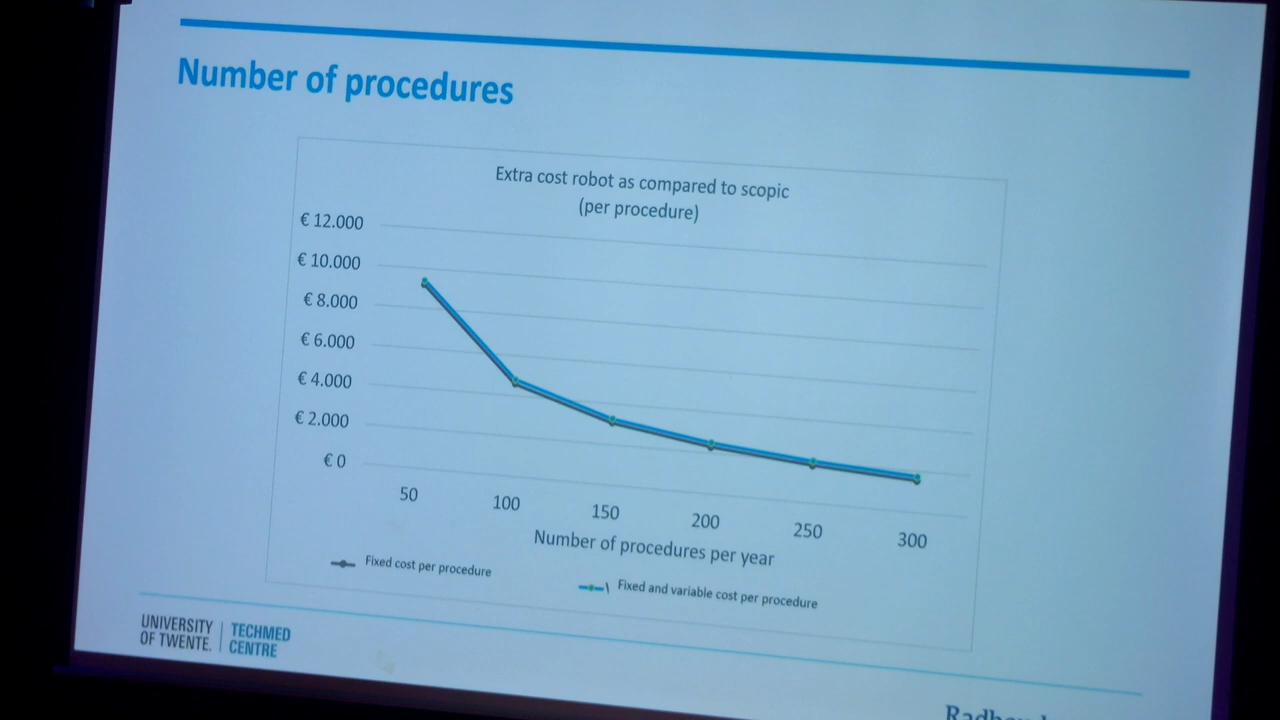 Number of procedures
Extra cost robot as compared to scopic
(per procedure)
€ 12.000
€ 10.000
€ 8.000
€ 6.000
€ 4.000
€ 2.000
€ 0
50 100 150 200 250 300
Number of procedures per year
Fixed cost per procedure
Fixed and variable cost per procedure
UNIVERSITY OF TWENTE. | TECHMED CENTRE